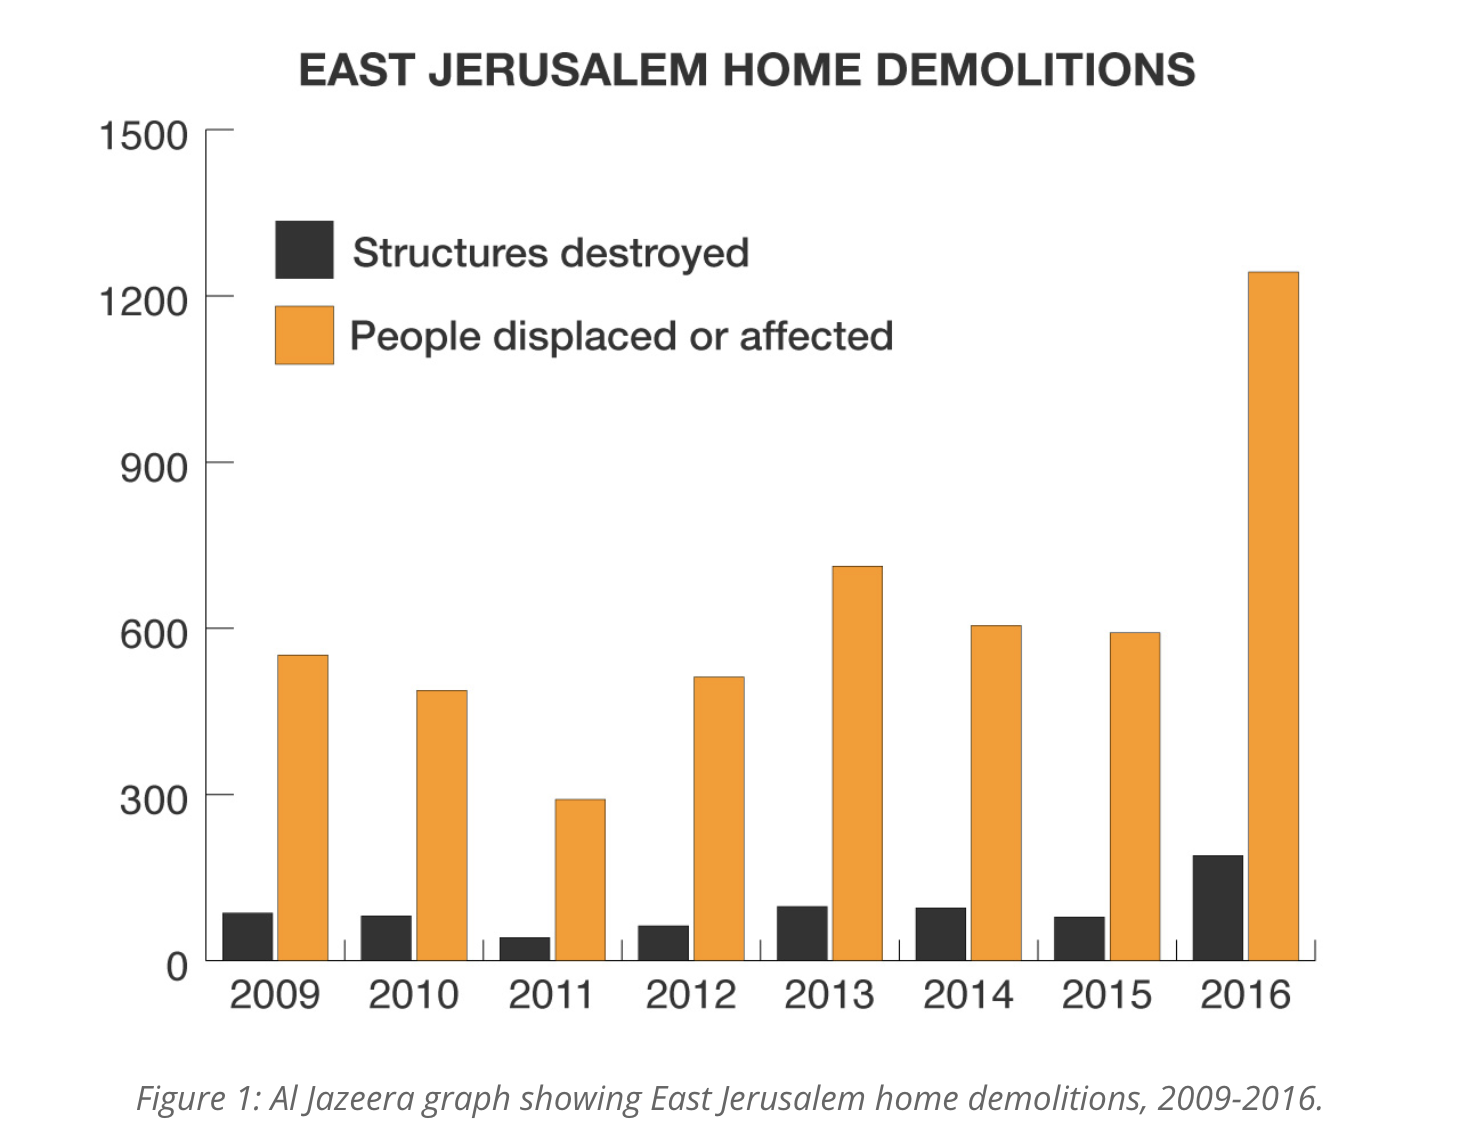 EAST JERUSALEM HOME DEMOLITIONS
1500
Structures destroyed
1200
People displaced or affected
900
600
300
0
2009 2010 2011 2012 2013 2014 2015 2016
Figure 1: Al Jazeera graph showing East Jerusalem home demolitions, 2009-2016.